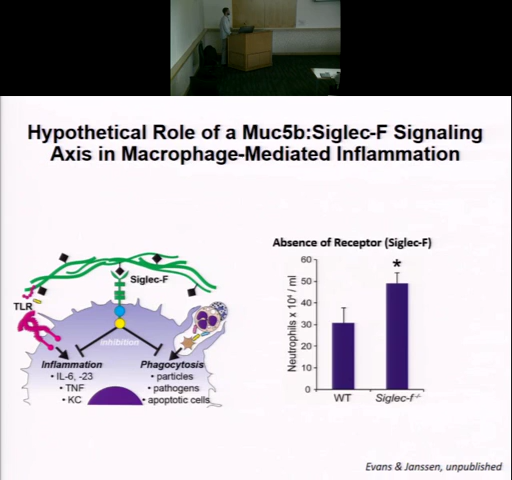 Hypothetical Role of a Muc5b:Siglec-F Signaling
Axis in Macrophage-Mediated Inflammation
Siglec-F
TLR
inhibition
Inflammation
• IL-6, -23
• TNF
• KC
Phagocytosis
• particles
• pathogens
• apoptotic cells
Absence of Receptor (Siglec-F)
Neutrophils x 10⁴ / ml
60
50
40
30
20
10
0
*
WT
Siglec-f⁻/⁻
Evans & Janssen, unpublished